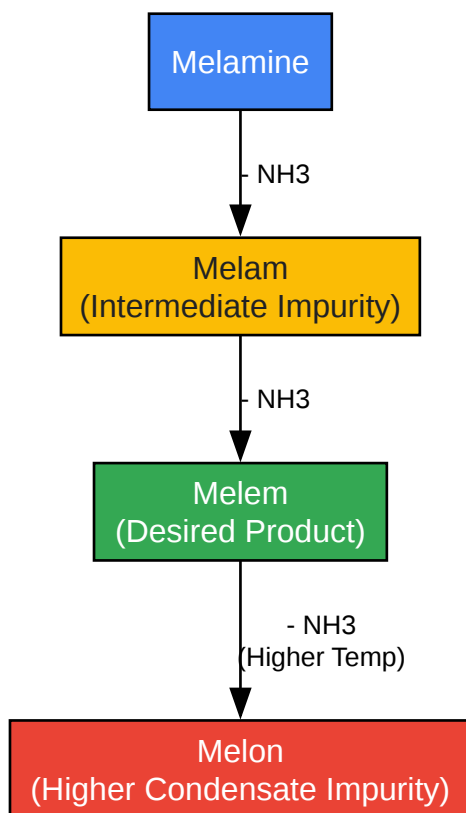 Melamine
- NH3
Melam
(Intermediate Impurity)
- NH3
Melem
(Desired Product)
- NH3
(Higher Temp)
Melon
(Higher Condensate Impurity)